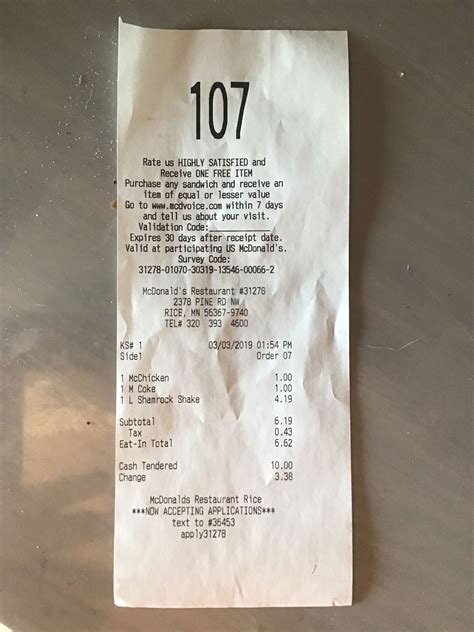 107
Rate us HIGHLY SATISFIED and
Receive ONE FREE ITEM
Purchase any sandwich and receive an
item of equal or lesser value
Go to www.mcdvoice.com within 7 days
and tell us about your visit.
Validation Code:
Expires 30 days after receipt date.
Valid at participating US McDonald's.
Survey Code:
31278-01070-30319-13546-00066-2
McDonald's Restaurant #31278
2378 PINE RD NW
RICE, MN 56367-9740
TEL# 320 393 4600
KS# 1 03/03/2019 01:54 PM
Side1 Order 07
1 McChicken 1.00
1 M Coke 1.00
1 L Shamrock Shake 4.19
Subtotal 6.19
Tax 0.43
Eat-In Total 6.62
Cash Tendered 10.00
Change 3.38
McDonalds Restaurant Rice
***NOW ACCEPTING APPLICATIONS***
text to #36453
apply31278